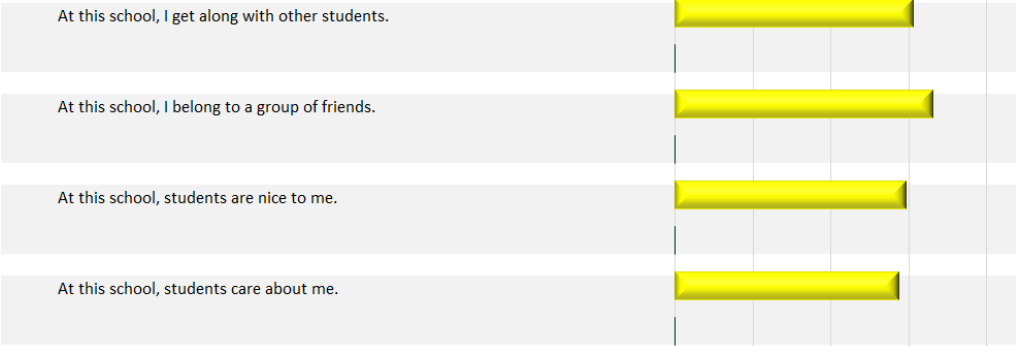 At this school, I get along with other students.
At this school, I belong to a group of friends.
At this school, students are nice to me.
At this school, students care about me.